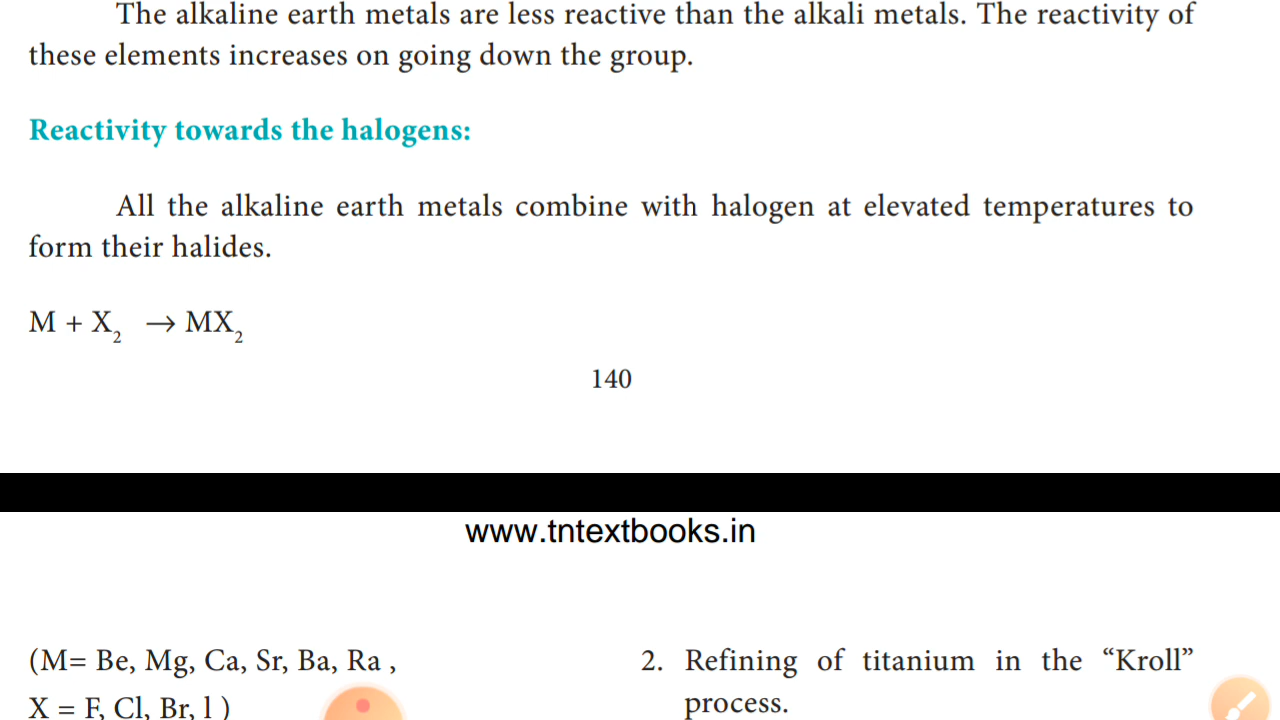 The alkaline earth metals are less reactive than the alkali metals. The reactivity of
these elements increases on going down the group.
Reactivity towards the halogens:
All the alkaline earth metals combine with halogen at elevated temperatures to
form their halides.
M + X₂ → MX₂
140
www.tntextbooks.in
(M= Be, Mg, Ca, Sr, Ba, Ra ,
X = F, Cl, Br, l )
2. Refining of titanium in the “Kroll”
process.